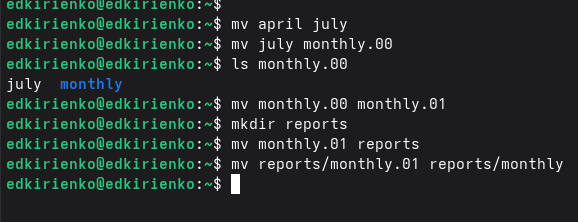 edkirienko@edkirienko:~$
edkirienko@edkirienko:~$ mv april july
edkirienko@edkirienko:~$ mv july monthly.00
edkirienko@edkirienko:~$ ls monthly.00
july  monthly
edkirienko@edkirienko:~$ mv monthly.00 monthly.01
edkirienko@edkirienko:~$ mkdir reports
edkirienko@edkirienko:~$ mv monthly.01 reports
edkirienko@edkirienko:~$ mv reports/monthly.01 reports/monthly
edkirienko@edkirienko:~$